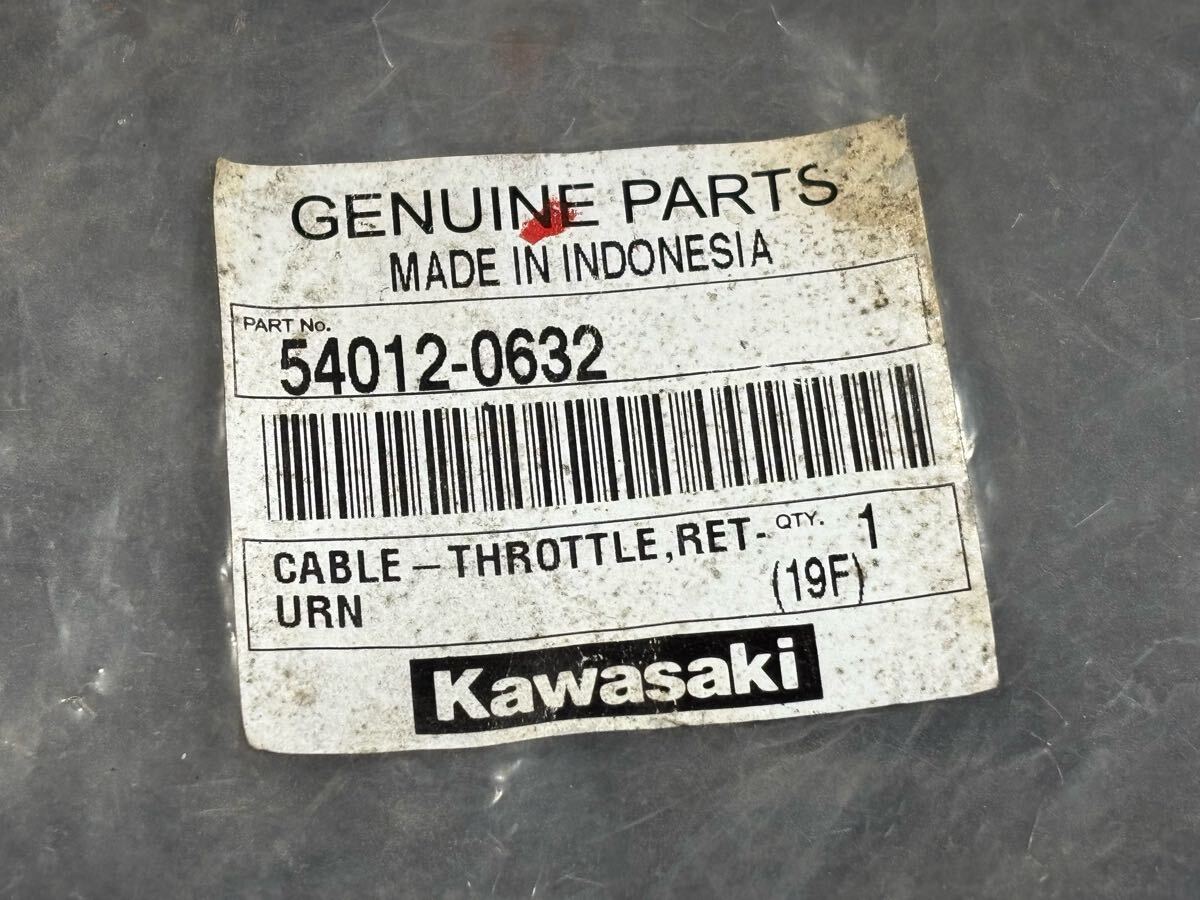 GENUINE PARTS
MADE IN INDONESIA
PART No.
54012-0632
CABLE-THROTTLE,RET- QTY. 1
URN (19F)
Kawasaki